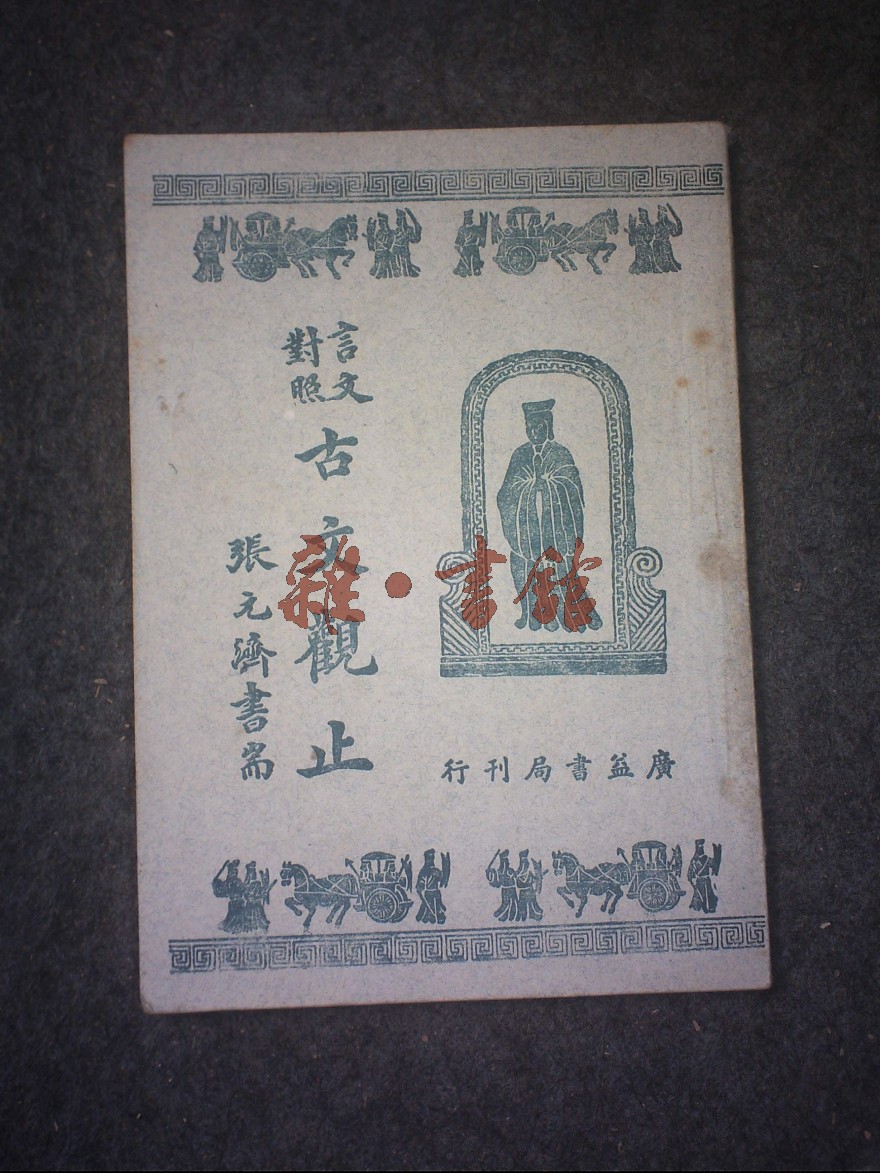 言文
對照
古文觀止
張元濟書耑
廣益書局刊行
雜·書館